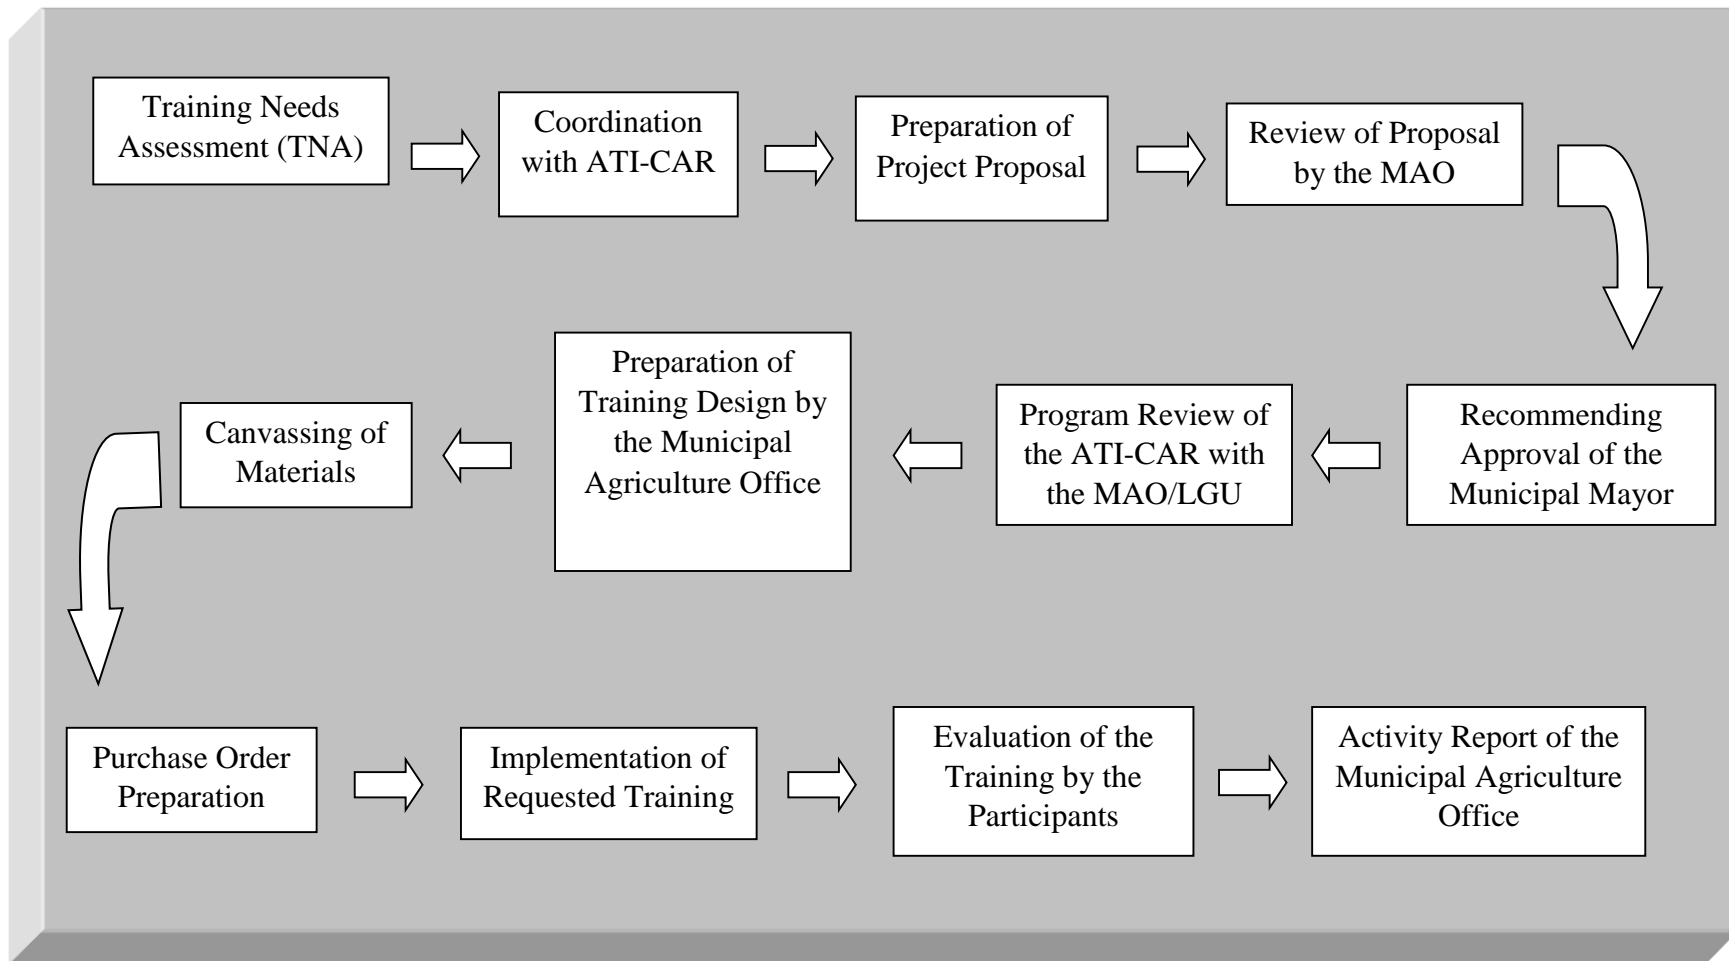 Training Needs
Assessment (TNA)
Coordination
with ATI-CAR
Preparation of
Project Proposal
Review of Proposal
by the MAO
Recommending
Approval of the
Municipal Mayor
Program Review of
the ATI-CAR with
the MAO/LGU
Preparation of
Training Design by
the Municipal
Agriculture Office
Canvassing of
Materials
Purchase Order
Preparation
Implementation of
Requested Training
Evaluation of the
Training by the
Participants
Activity Report of the
Municipal Agriculture
Office